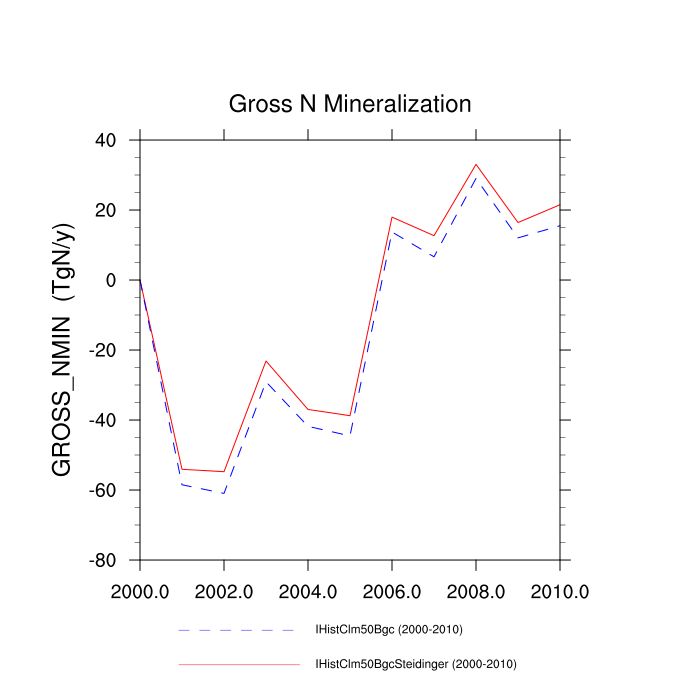 Gross N Mineralization
GROSS_NMIN (TgN/y)
40
20
0
-20
-40
-60
-80
2000.0 2002.0 2004.0 2006.0 2008.0 2010.0
IHistClm50Bgc (2000-2010)
IHistClm50BgcSteidinger (2000-2010)